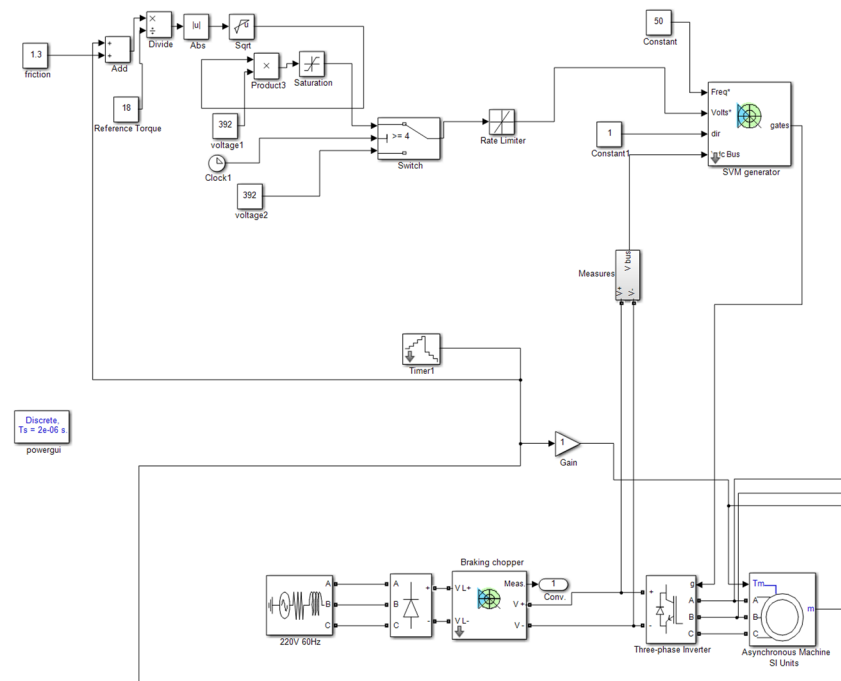 50
Constant
1.3
friction
+
+
Add
×
÷
Divide
|u|
Abs
√u
Sqrt
×
Product3
Saturation
18
Reference Torque
392
voltage1
Clock1
392
voltage2
>= 4
Switch
Rate Limiter
1
Constant1
Freq*
Volts*
dir
Bus
gates
SVM generator
Measures
V bus
V+
V-
Timer1
Discrete,
Ts = 2e-06 s.
powergui
1
Gain
A
B
C
220V 60Hz
A
B
C
+
-
Braking chopper
V L+
V L-
Meas.
V +
V -
1
Conv.
+
-
g
A
B
C
Three-phase Inverter
Tm
A
B
C
m
Asynchronous Machine
SI Units